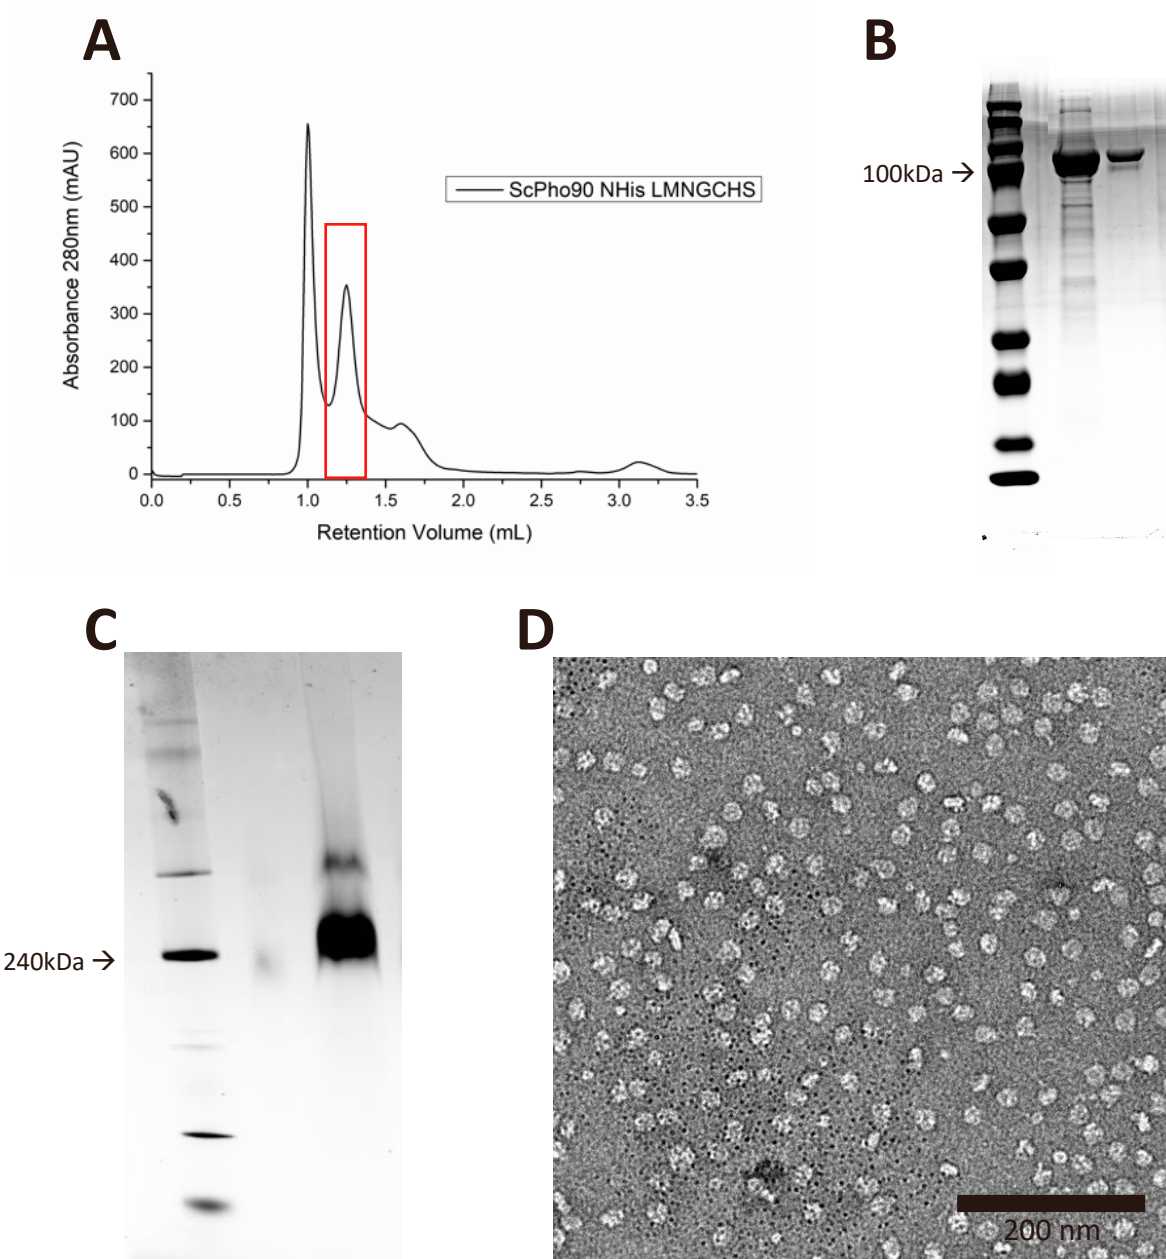 A
Absorbance 280nm (mAU)
700
600
500
400
300
200
100
0
ScPho90 NHis LMNGCHS
0.0 0.5 1.0 1.5 2.0 2.5 3.0 3.5
Retention Volume (mL)
B
100kDa →
C
240kDa →
D
200 nm